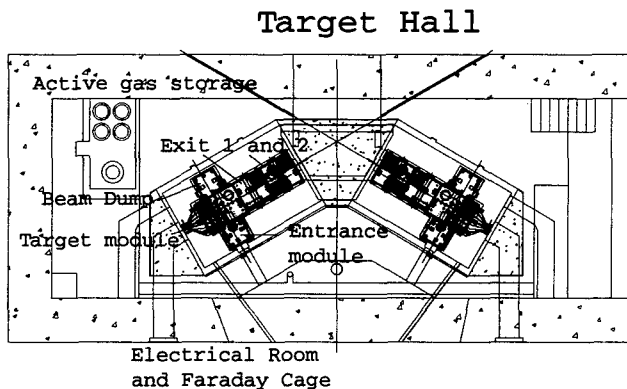 Target Hall
Active gas storage
Exit 1 and 2
Beam Dump
Target module
Entrance
module
Electrical Room
and Faraday Cage